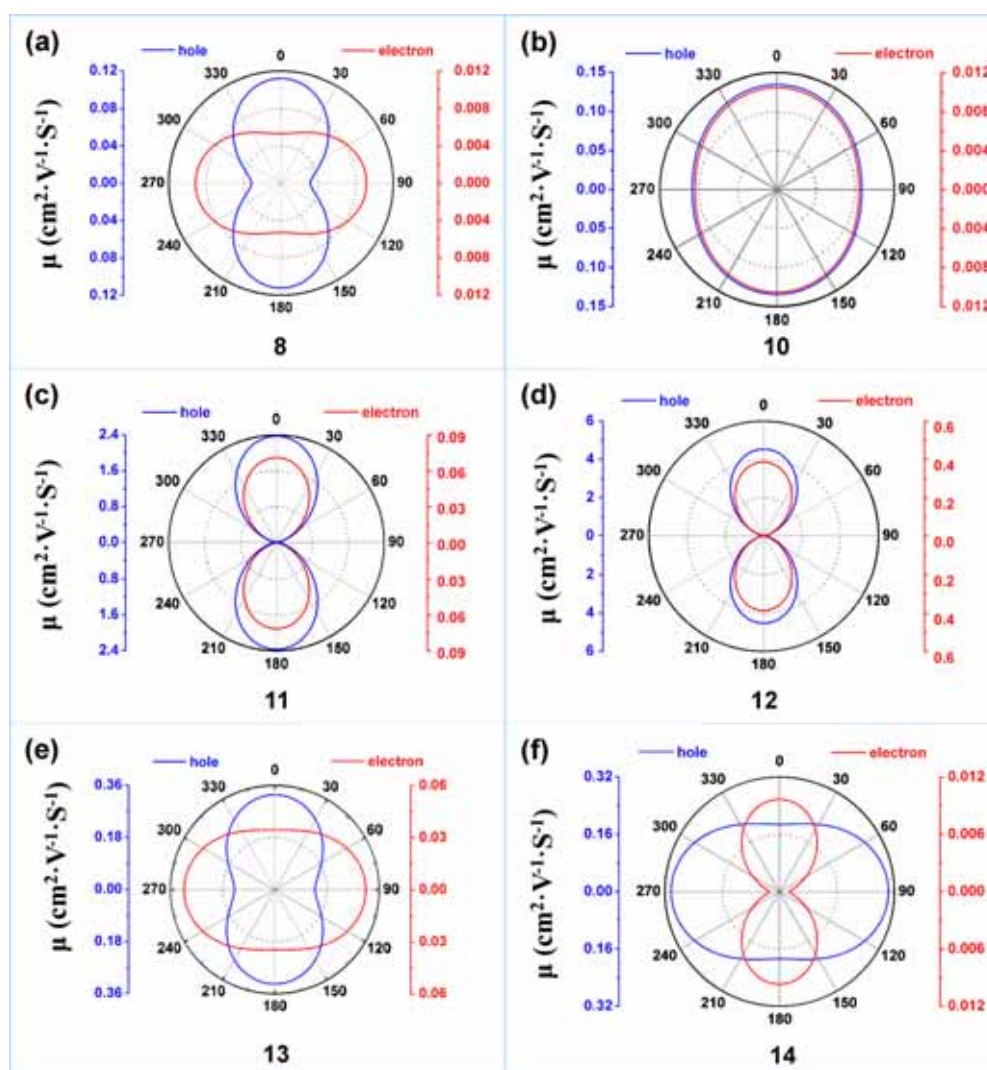 (a)
hole electron
0.12 0.08 0.04 0.00 0.04 0.08 0.12
0.012 0.008 0.004 0.000 0.004 0.008 0.012
0 30 60 90 120 150 180 210 240 270 300 330
μ (cm²·V⁻¹·S⁻¹)
8
(b)
hole electron
0.15 0.10 0.05 0.00 0.05 0.10 0.15
0.012 0.008 0.004 0.000 0.004 0.008 0.012
0 30 60 90 120 150 180 210 240 270 300 330
μ (cm²·V⁻¹·S⁻¹)
10
(c)
hole electron
2.4 1.6 0.8 0.0 0.8 1.6 2.4
0.09 0.06 0.03 0.00 0.03 0.06 0.09
0 30 60 90 120 150 180 210 240 270 300 330
μ (cm²·V⁻¹·S⁻¹)
11
(d)
hole electron
6 4 2 0 2 4 6
0.6 0.4 0.2 0.0 0.2 0.4 0.6
0 30 60 90 120 150 180 210 240 270 300 330
μ (cm²·V⁻¹·S⁻¹)
12
(e)
hole electron
0.36 0.18 0.00 0.18 0.36
0.06 0.03 0.00 0.03 0.06
0 30 60 90 120 150 180 210 240 270 300 330
μ (cm²·V⁻¹·S⁻¹)
13
(f)
hole electron
0.32 0.16 0.00 0.16 0.32
0.012 0.006 0.000 0.006 0.012
0 30 60 90 120 150 180 210 240 270 300 330
μ (cm²·V⁻¹·S⁻¹)
14